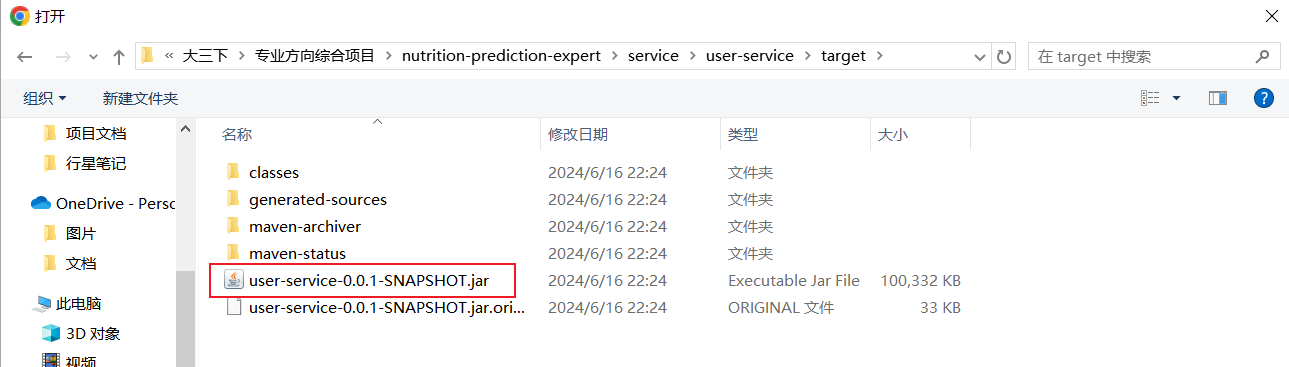 打开
« 大三下 › 专业方向综合项目 › nutrition-prediction-expert › service › user-service › target ›
在 target 中搜索
组织 新建文件夹
项目文档
行星笔记
OneDrive - Perso
图片
文档
此电脑
3D 对象
视频
名称 修改日期 类型 大小
classes 2024/6/16 22:24 文件夹
generated-sources 2024/6/16 22:24 文件夹
maven-archiver 2024/6/16 22:24 文件夹
maven-status 2024/6/16 22:24 文件夹
user-service-0.0.1-SNAPSHOT.jar 2024/6/16 22:24 Executable Jar File 100,332 KB
user-service-0.0.1-SNAPSHOT.jar.ori... 2024/6/16 22:24 ORIGINAL 文件 33 KB